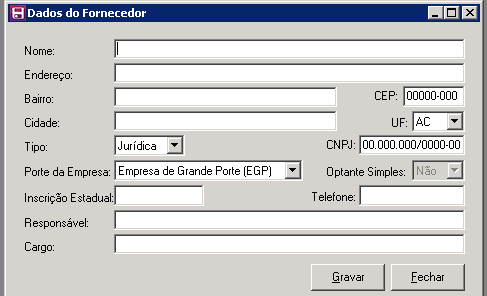 Dados do Fornecedor
Nome:
Endereço:
Bairro: CEP: 00000-000
Cidade: UF: AC
Tipo: Jurídica CNPJ: 00.000.000/0000-00
Porte da Empresa: Empresa de Grande Porte (EGP) Optante Simples: Não
Inscrição Estadual: Telefone:
Responsável:
Cargo:
Gravar Fechar